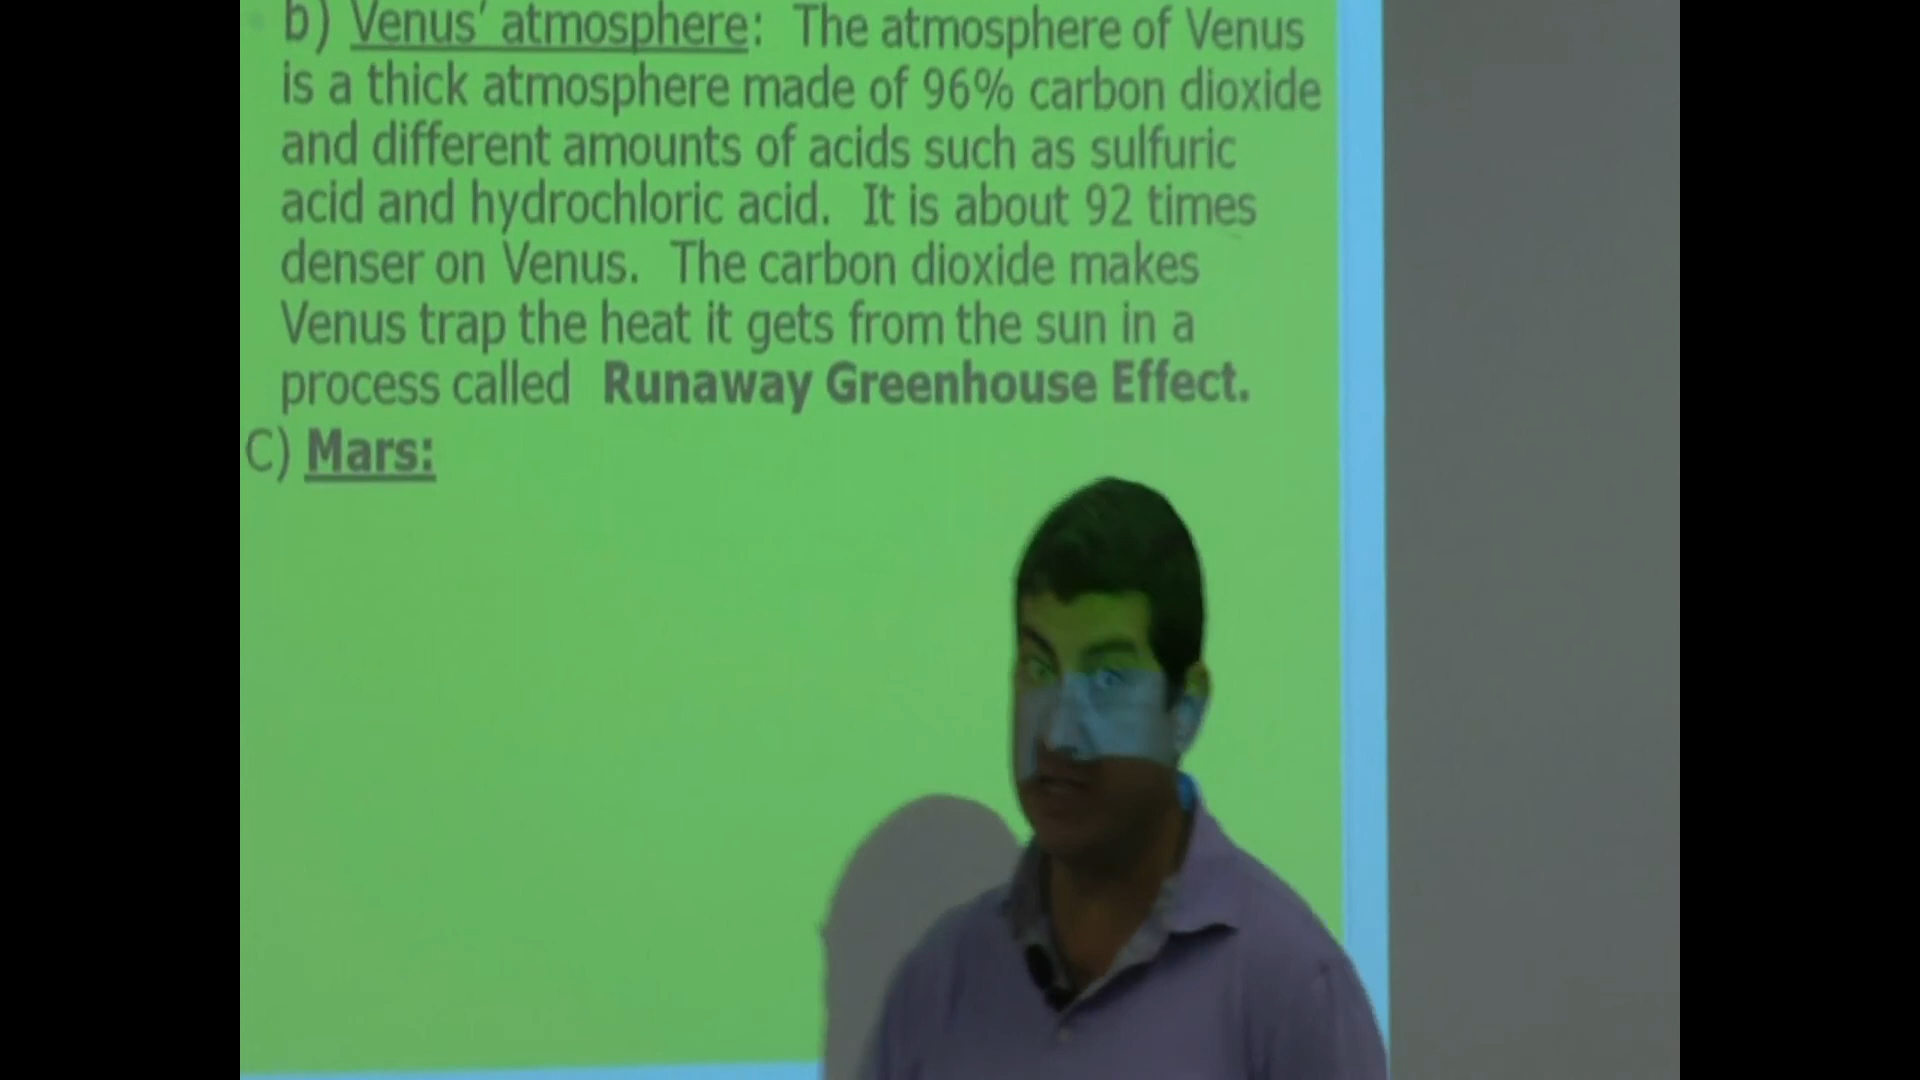 b) Venus' atmosphere: The atmosphere of Venus
is a thick atmosphere made of 96% carbon dioxide
and different amounts of acids such as sulfuric
acid and hydrochloric acid. It is about 92 times
denser on Venus. The carbon dioxide makes
Venus trap the heat it gets from the sun in a
process called Runaway Greenhouse Effect.
C) Mars: